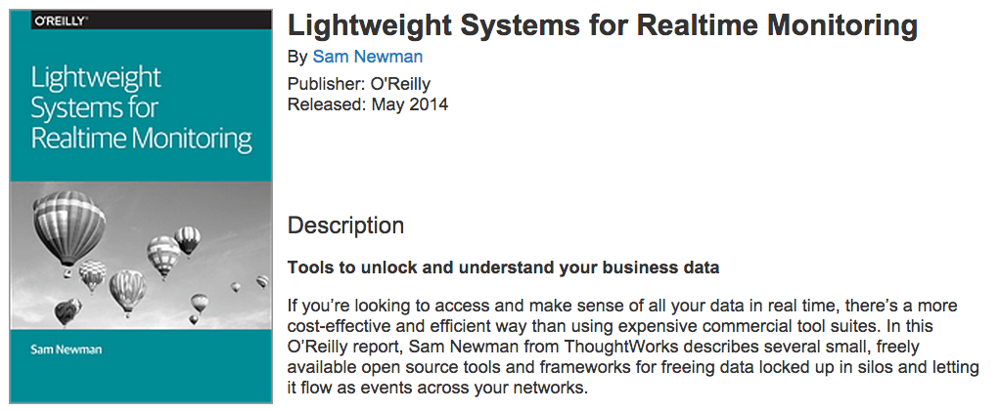 O'REILLY®
Lightweight
Systems for
Realtime Monitoring
Sam Newman
Lightweight Systems for Realtime Monitoring
By Sam Newman
Publisher: O'Reilly
Released: May 2014
Description
Tools to unlock and understand your business data
If you’re looking to access and make sense of all your data in real time, there’s a more
cost-effective and efficient way than using expensive commercial tool suites. In this
O’Reilly report, Sam Newman from ThoughtWorks describes several small, freely
available open source tools and frameworks for freeing data locked up in silos and letting
it flow as events across your networks.